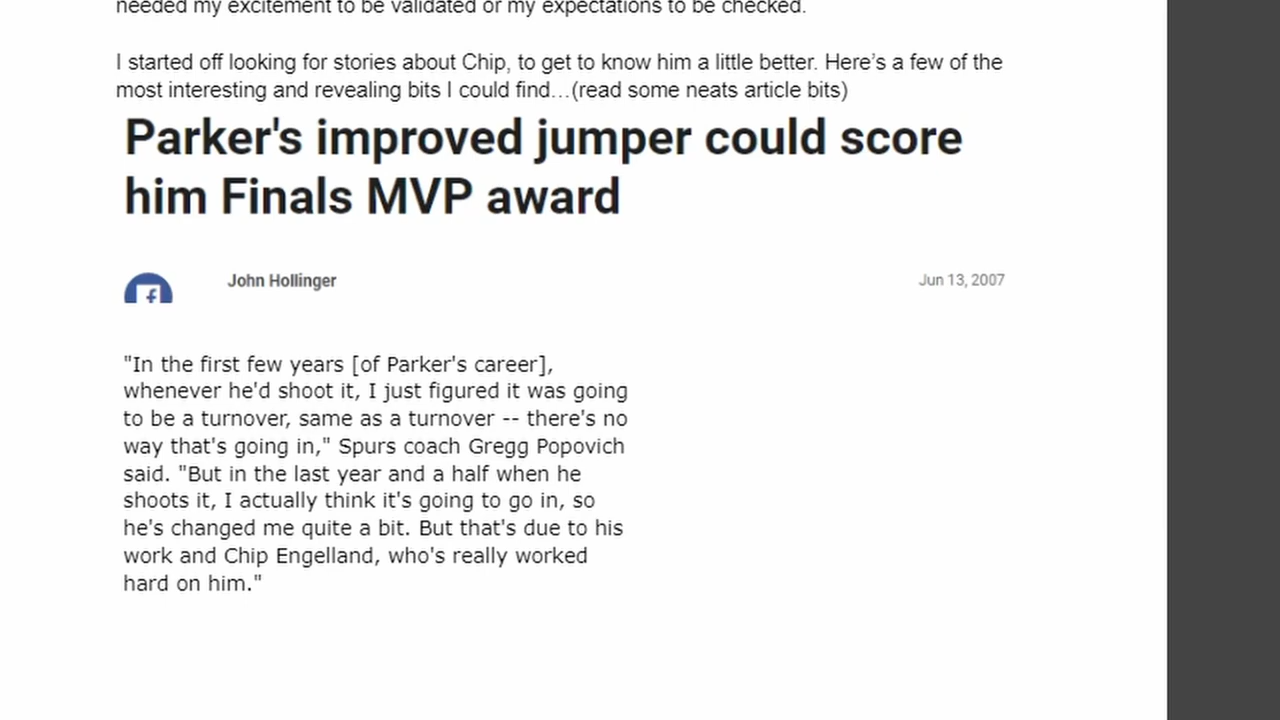 needed my excitement to be validated or my expectations to be checked.
I started off looking for stories about Chip, to get to know him a little better. Here’s a few of the
most interesting and revealing bits I could find…(read some neats article bits)
Parker's improved jumper could score
him Finals MVP award
John Hollinger
Jun 13, 2007
"In the first few years [of Parker's career],
whenever he'd shoot it, I just figured it was going
to be a turnover, same as a turnover -- there's no
way that's going in," Spurs coach Gregg Popovich
said. "But in the last year and a half when he
shoots it, I actually think it's going to go in, so
he's changed me quite a bit. But that's due to his
work and Chip Engelland, who's really worked
hard on him."